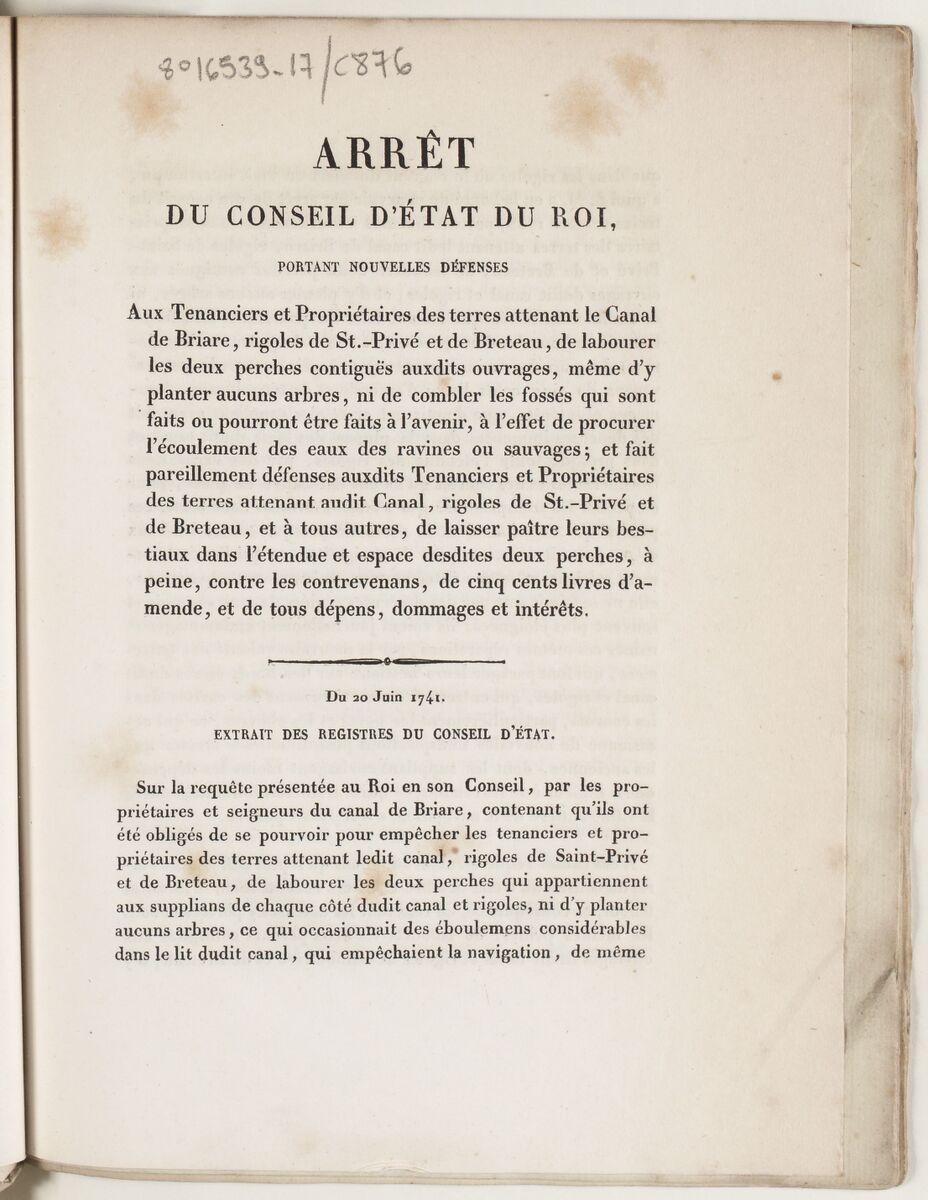 8°16539-17/C876
ARRÊT
DU CONSEIL D'ÉTAT DU ROI,
PORTANT NOUVELLES DÉFENSES
Aux Tenanciers et Propriétaires des terres attenant le Canal
de Briare, rigoles de St.-Privé et de Breteau, de labourer
les deux perches contiguës auxdits ouvrages, même d'y
planter aucuns arbres, ni de combler les fossés qui sont
faits ou pourront être faits à l'avenir, à l'effet de procurer
l'écoulement des eaux des ravines ou sauvages; et fait
pareillement défenses auxdits Tenanciers et Propriétaires
des terres attenant audit Canal, rigoles de St.-Privé et
de Breteau, et à tous autres, de laisser paître leurs bes-
tiaux dans l'étendue et espace desdites deux perches, à
peine, contre les contrevenans, de cinq cents livres d'a-
mende, et de tous dépens, dommages et intérêts.
Du 20 Juin 1741.
EXTRAIT DES REGISTRES DU CONSEIL D'ÉTAT.
Sur la requête présentée au Roi en son Conseil, par les pro-
priétaires et seigneurs du canal de Briare, contenant qu'ils ont
été obligés de se pourvoir pour empêcher les tenanciers et pro-
priétaires des terres attenant ledit canal, rigoles de Saint-Privé
et de Breteau, de labourer les deux perches qui appartiennent
aux supplians de chaque côté dudit canal et rigoles, ni d'y planter
aucuns arbres, ce qui occasionnait des éboulemens considérables
dans le lit dudit canal, qui empêchaient la navigation, de même